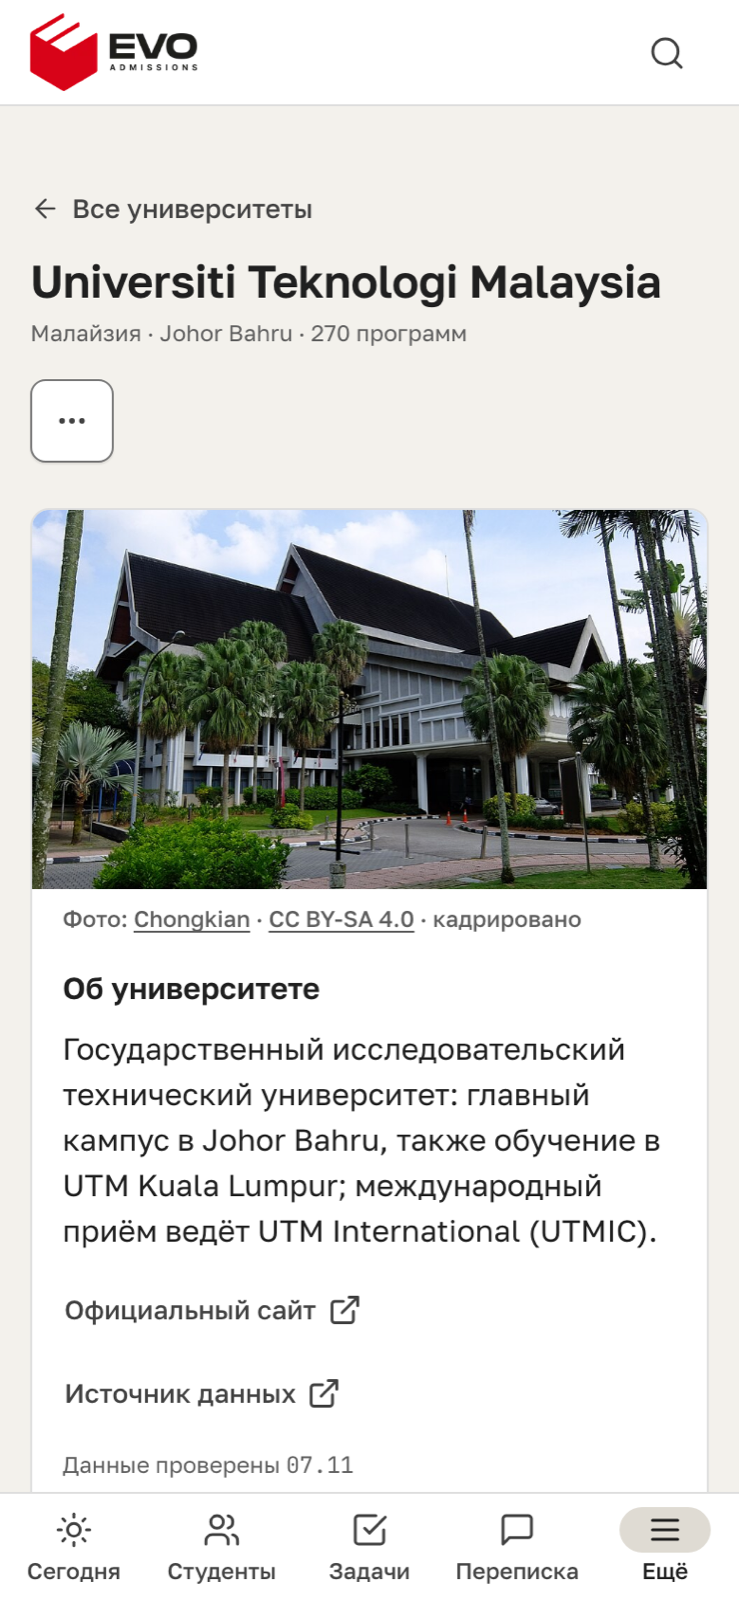 EVO
ADMISSIONS
Все университеты
Universiti Teknologi Malaysia
Малайзия · Johor Bahru · 270 программ
Фото: Chongkian · CC BY-SA 4.0 · кадрировано
Об университете
Государственный исследовательский
технический университет: главный
кампус в Johor Bahru, также обучение в
UTM Kuala Lumpur; международный
приём ведёт UTM International (UTMIC).
Официальный сайт
Источник данных
Данные проверены 07.11
Сегодня
Студенты
Задачи
Переписка
Ещё